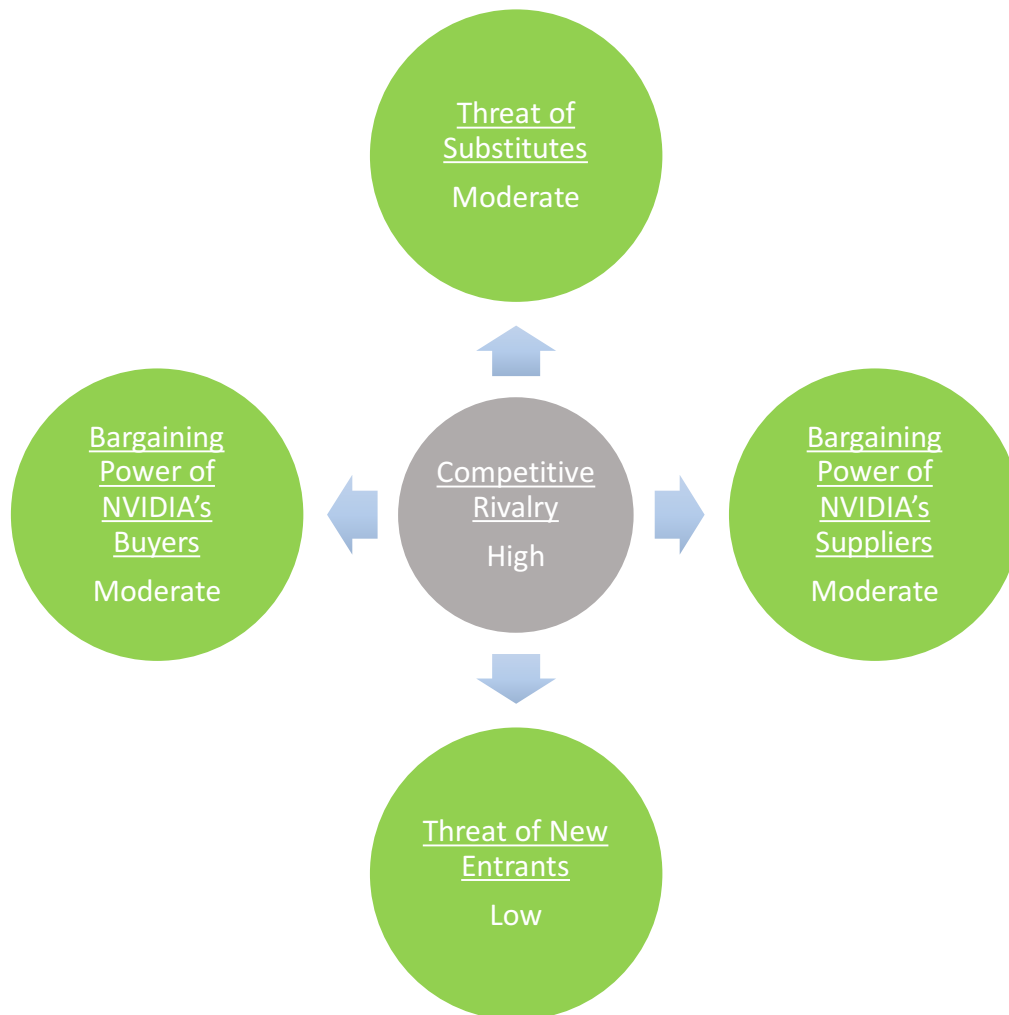 Threat of
Substitutes
Moderate
Bargaining
Power of
NVIDIA's
Buyers
Moderate
Competitive
Rivalry
High
Bargaining
Power of
NVIDIA's
Suppliers
Moderate
Threat of New
Entrants
Low